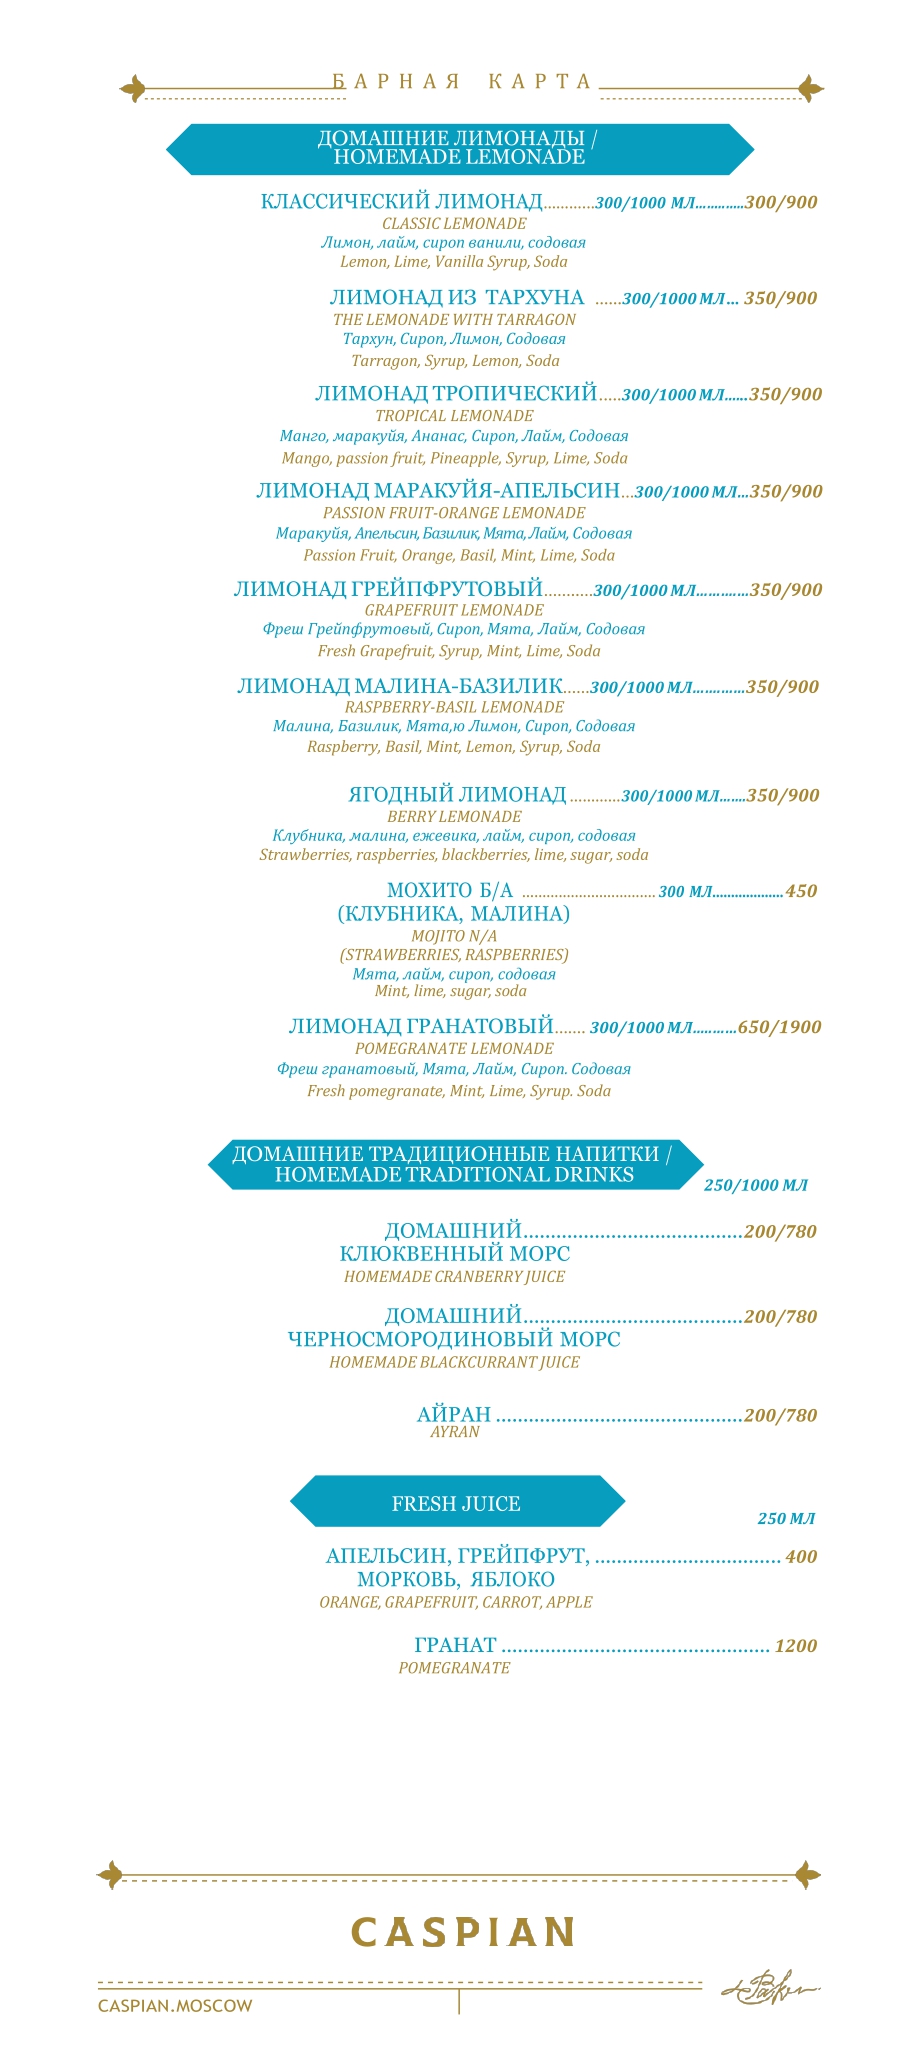 БАРНАЯ КАРТА
ДОМАШНИЕ ЛИМОНАДЫ /
HOMEMADE LEMONADE
КЛАССИЧЕСКИЙ ЛИМОНАД............300/1000 МЛ.............300/900
CLASSIC LEMONADE
Лимон, лайм, сироп ванили, содовая
Lemon, Lime, Vanilla Syrup, Soda
ЛИМОНАД ИЗ ТАРХУНА ......300/1000 МЛ... 350/900
THE LEMONADE WITH TARRAGON
Тархун, Сироп, Лимон, Содовая
Tarragon, Syrup, Lemon, Soda
ЛИМОНАД ТРОПИЧЕСКИЙ.....300/1000 МЛ......350/900
TROPICAL LEMONADE
Манго, маракуйя, Ананас, Сироп, Лайм, Содовая
Mango, passion fruit, Pineapple, Syrup, Lime, Soda
ЛИМОНАД МАРАКУЙЯ-АПЕЛЬСИН...300/1000 МЛ...350/900
PASSION FRUIT-ORANGE LEMONADE
Маракуйя, Апельсин, Базилик, Мята, Лайм, Содовая
Passion Fruit, Orange, Basil, Mint, Lime, Soda
ЛИМОНАД ГРЕЙПФРУТОВЫЙ...........300/1000 МЛ.............350/900
GRAPEFRUIT LEMONADE
Фреш Грейпфрутовый, Сироп, Мята, Лайм, Содовая
Fresh Grapefruit, Syrup, Mint, Lime, Soda
ЛИМОНАД МАЛИНА-БАЗИЛИК......300/1000 МЛ.............350/900
RASPBERRY-BASIL LEMONADE
Малина, Базилик, Мята,ю Лимон, Сироп, Содовая
Raspberry, Basil, Mint, Lemon, Syrup, Soda
ЯГОДНЫЙ ЛИМОНАД ............300/1000 МЛ.......350/900
BERRY LEMONADE
Клубника, малина, ежевика, лайм, сироп, содовая
Strawberries, raspberries, blackberries, lime, sugar, soda
МОХИТО Б/А ............................... 300 МЛ...................450
(КЛУБНИКА, МАЛИНА)
MOJITO N/A
(STRAWBERRIES, RASPBERRIES)
Мята, лайм, сироп, содовая
Mint, lime, sugar, soda
ЛИМОНАД ГРАНАТОВЫЙ....... 300/1000 МЛ...........650/1900
POMEGRANATE LEMONADE
Фреш гранатовый, Мята, Лайм, Сироп. Содовая
Fresh pomegranate, Mint, Lime, Syrup. Soda
ДОМАШНИЕ ТРАДИЦИОННЫЕ НАПИТКИ /
HOMEMADE TRADITIONAL DRINKS
250/1000 МЛ
ДОМАШНИЙ........................................200/780
КЛЮКВЕННЫЙ МОРС
HOMEMADE CRANBERRY JUICE
ДОМАШНИЙ........................................200/780
ЧЕРНОСМОРОДИНОВЫЙ МОРС
HOMEMADE BLACKCURRANT JUICE
АЙРАН .............................................200/780
AYRAN
FRESH JUICE
250 МЛ
АПЕЛЬСИН, ГРЕЙПФРУТ, .................................. 400
МОРКОВЬ, ЯБЛОКО
ORANGE, GRAPEFRUIT, CARROT, APPLE
ГРАНАТ ................................................. 1200
POMEGRANATE
CASPIAN
CASPIAN.MOSCOW